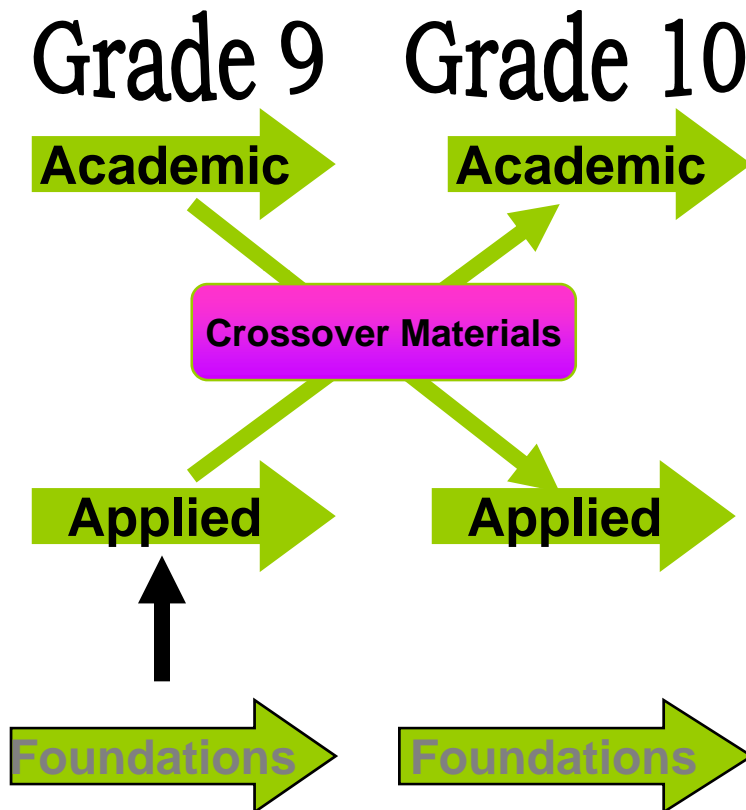 Grade 9 Grade 10
Academic Academic
Crossover Materials
Applied Applied
Foundations Foundations